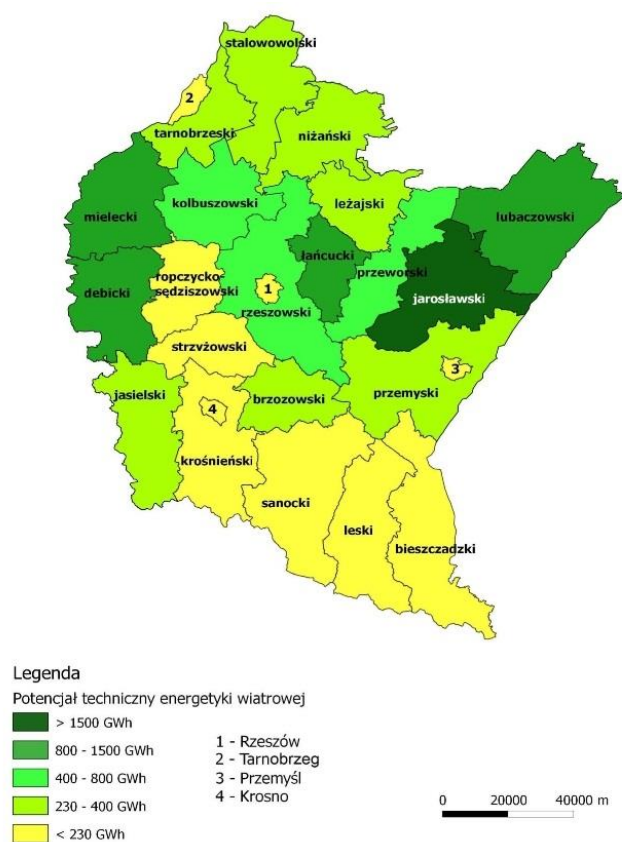 stalowowolski
2
tarnobrzeski
niżański
kolbuszowski
leżajski
mielecki
lubaczowski
łańcucki
ropczycko-
sędziszowski
przeworski
debicki
1
rzeszowski
jarosławski
strzyżowski
3
jasielski
brzozowski
przemyski
4
krośnieński
sanocki
leski
bieszczadzki
Legenda
Potencjał techniczny energetyki wiatrowej
> 1500 GWh
800 - 1500 GWh
400 - 800 GWh
230 - 400 GWh
< 230 GWh
1 - Rzeszów
2 - Tarnobrzeg
3 - Przemyśl
4 - Krosno
0 20000 40000 m